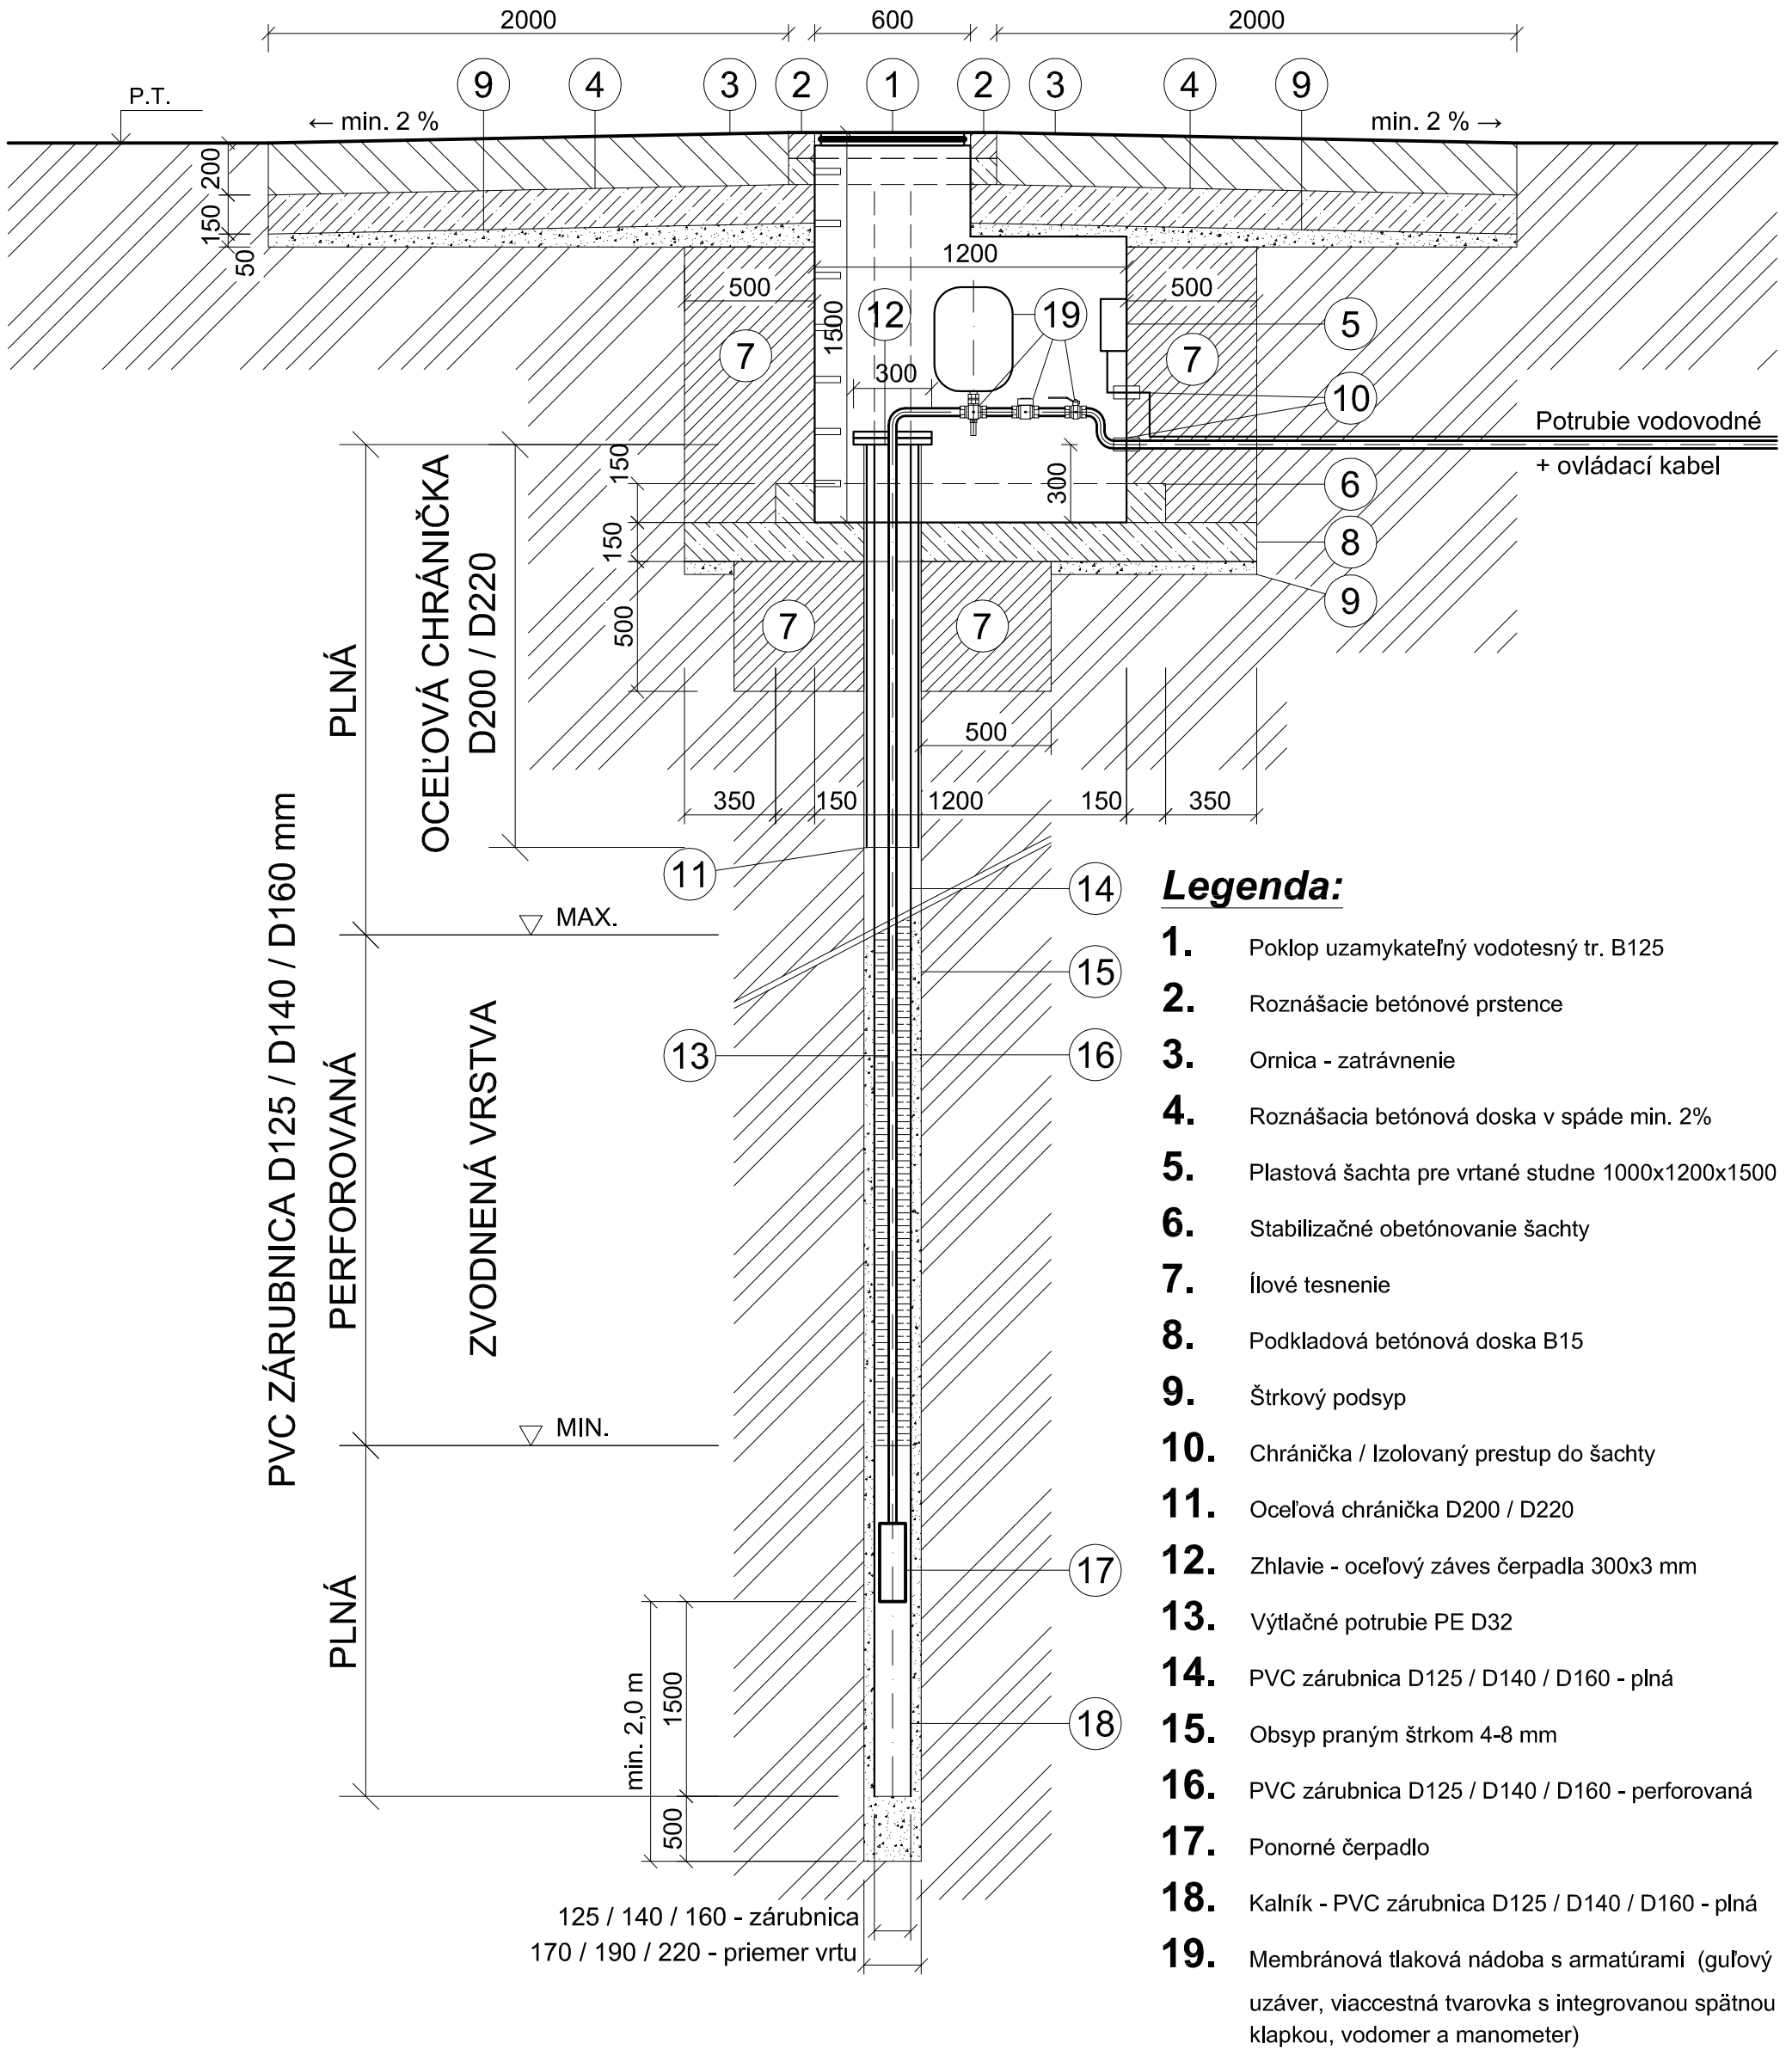 2000 600 2000
9 4 3 2 1 2 3 4 9
P.T.
← min. 2 % min. 2 % →
200
150
50
1200
500 500
1500
12 19 5
7 7
300
10
Potrubie vodovodné
+ ovládací kabel
150
300
6
150
8
9
500
7 7
500
350 150 1200 150 350
OCEĽOVÁ CHRÁNIČKA
D200 / D220
PLNÁ
11
14
MAX.
15
13 16
PVC ZÁRUBNICA D125 / D140 / D160 mm
PERFOROVANÁ
ZVODNENÁ VRSTVA
MIN.
PLNÁ
17
min. 2,0 m
1500
18
500
125 / 140 / 160 - zárubnica
170 / 190 / 220 - priemer vrtu
Legenda:
1. Poklop uzamykateľný vodotesný tr. B125
2. Roznášacie betónové prstence
3. Ornica - zatrávnenie
4. Roznášacia betónová doska v spáde min. 2%
5. Plastová šachta pre vrtané studne 1000x1200x1500
6. Stabilizačné obetónovanie šachty
7. Ílové tesnenie
8. Podkladová betónová doska B15
9. Štrkový podsyp
10. Chránička / Izolovaný prestup do šachty
11. Oceľová chránička D200 / D220
12. Zhlavie - oceľový záves čerpadla 300x3 mm
13. Výtlačné potrubie PE D32
14. PVC zárubnica D125 / D140 / D160 - plná
15. Obsyp praným štrkom 4-8 mm
16. PVC zárubnica D125 / D140 / D160 - perforovaná
17. Ponorné čerpadlo
18. Kalník - PVC zárubnica D125 / D140 / D160 - plná
19. Membránová tlaková nádoba s armatúrami (guľový
uzáver, viaccestná tvarovka s integrovanou spätnou
klapkou, vodomer a manometer)